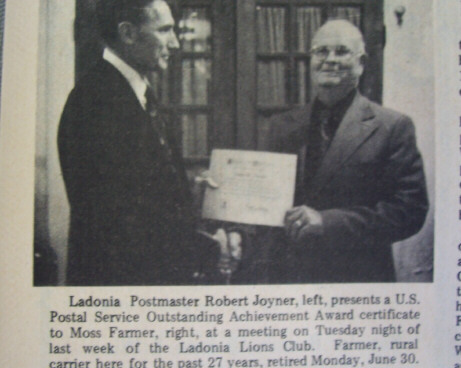 Ladonia Postmaster Robert Joyner, left, presents a U.S.
Postal Service Outstanding Achievement Award certificate
to Moss Farmer, right, at a meeting on Tuesday night of
last week of the Ladonia Lions Club. Farmer, rural
carrier here for the past 27 years, retired Monday, June 30.